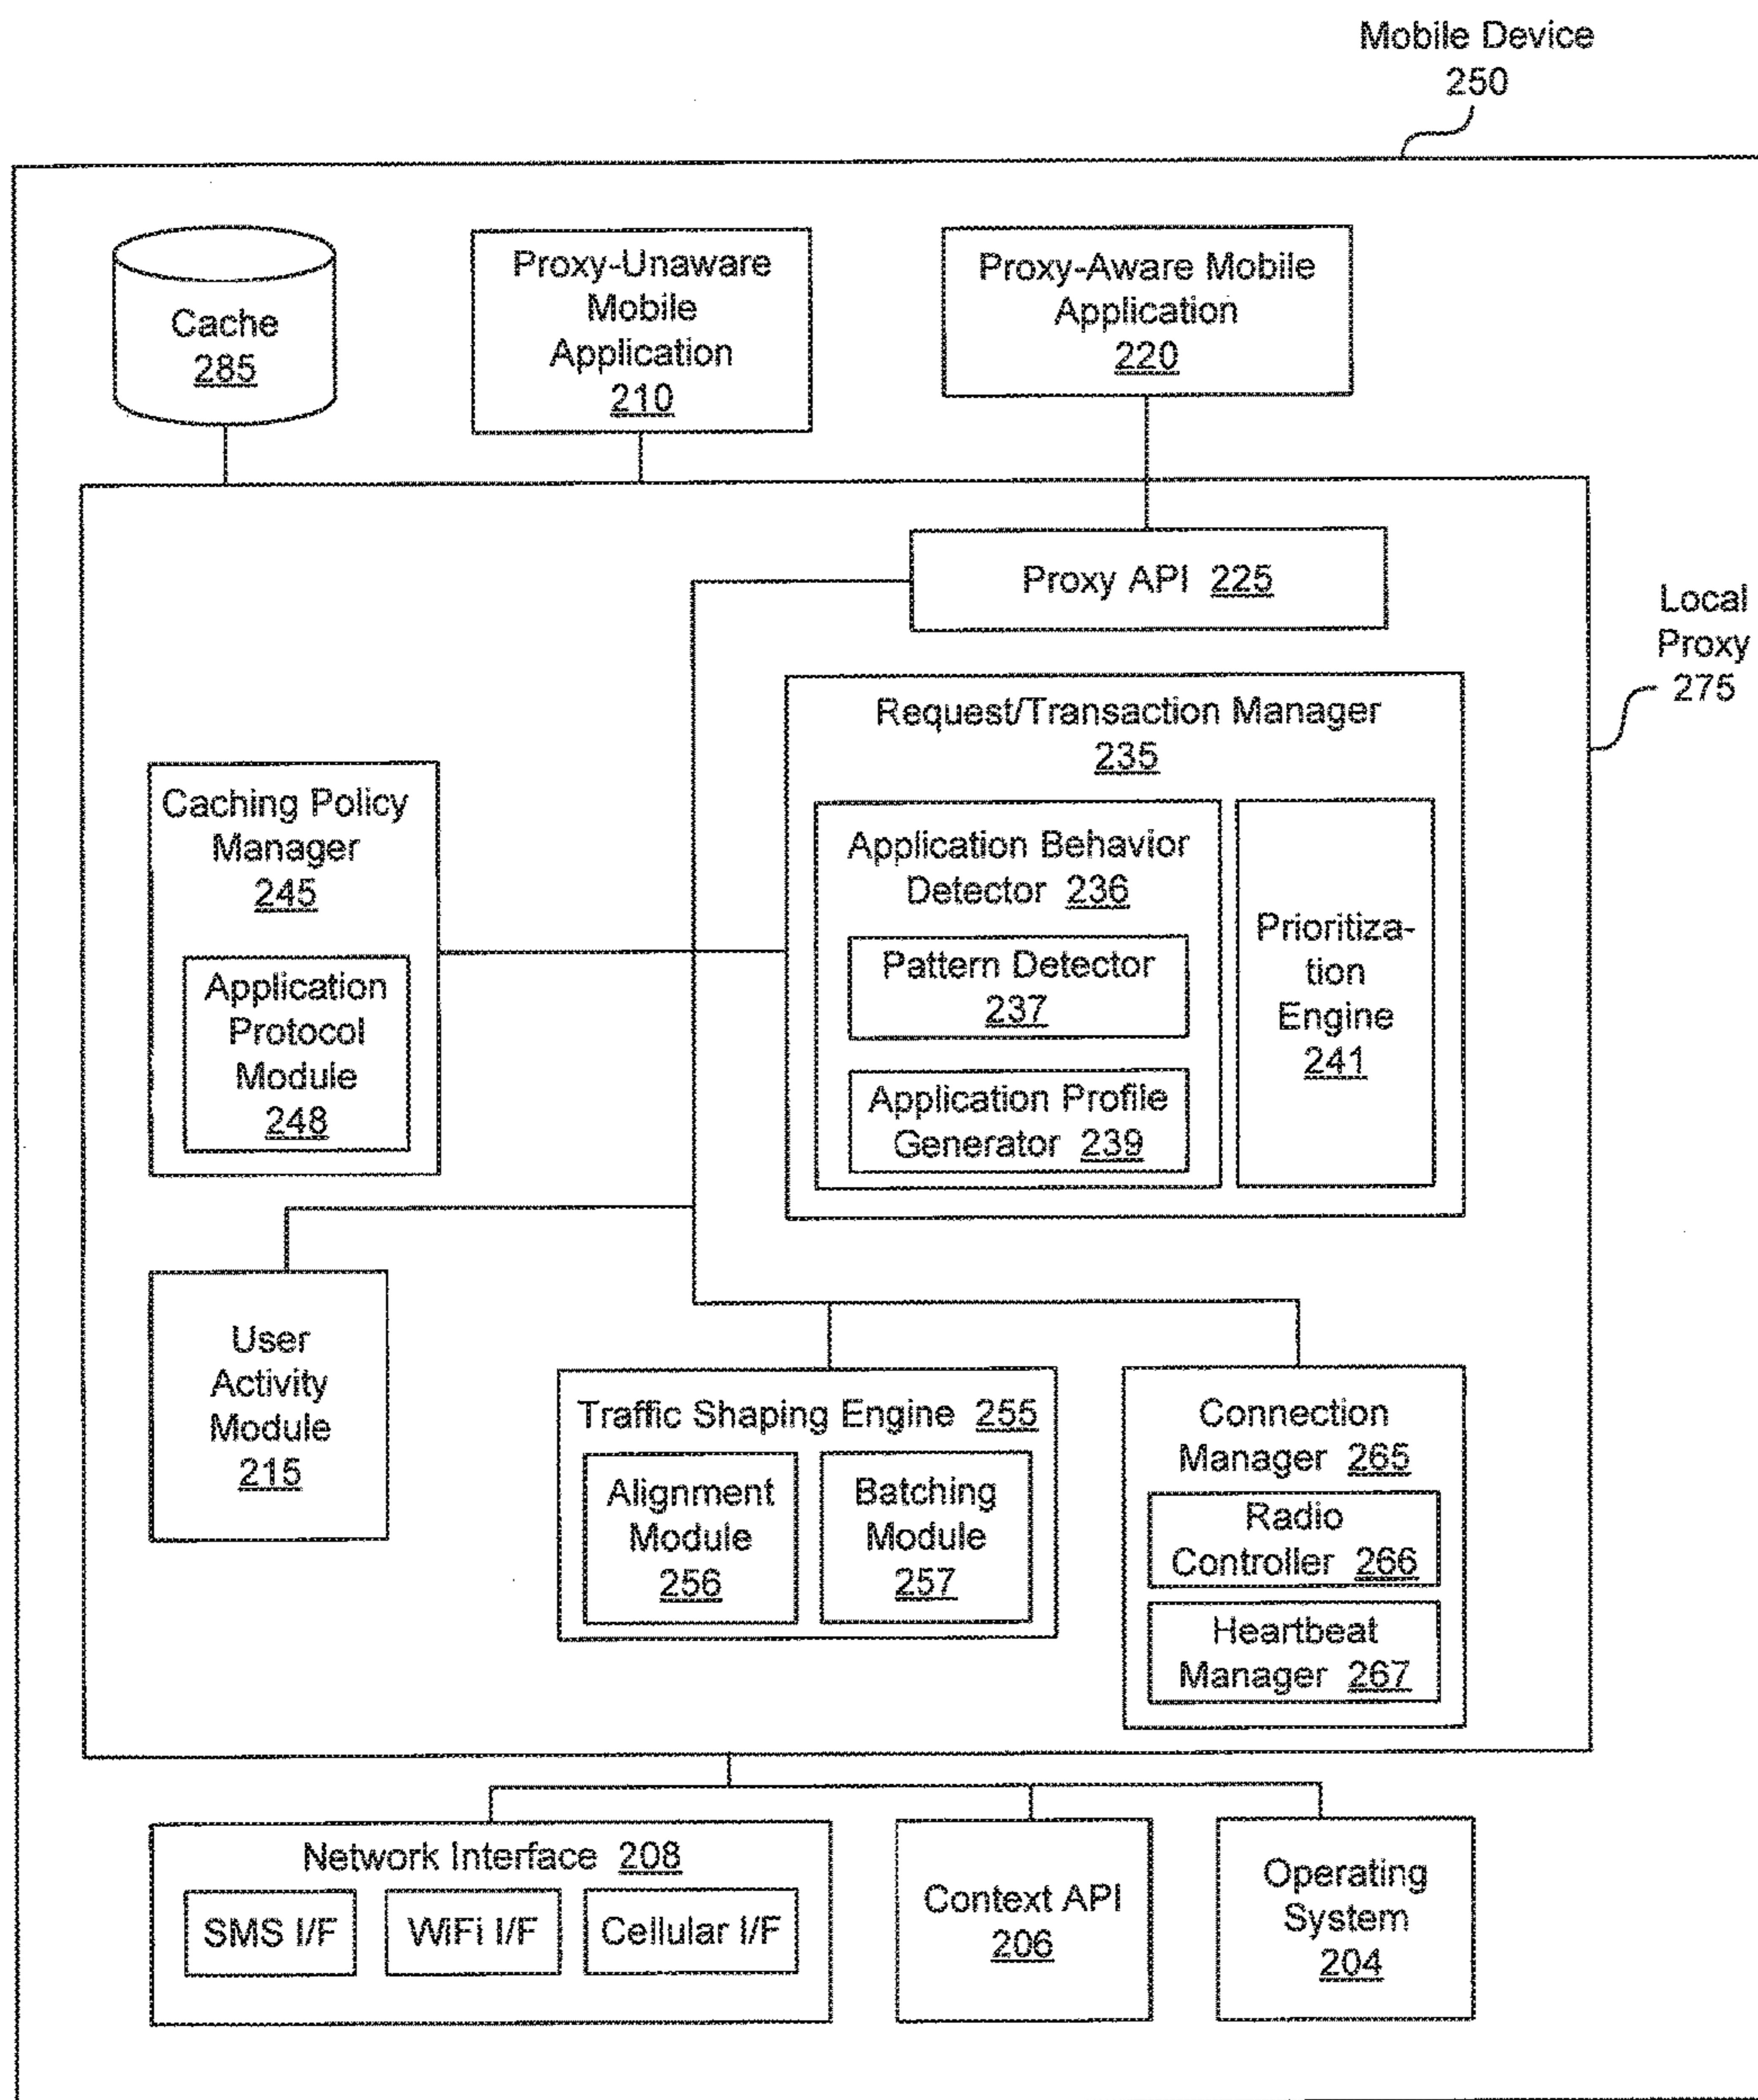 Mobile Device
250
Cache
285
Proxy-Unaware
Mobile
Application
210
Proxy-Aware Mobile
Application
220
Proxy API 225
Local
Proxy
275
Request/Transaction Manager
235
Caching Policy
Manager
245
Application
Protocol
Module
248
Application Behavior
Detector 236
Pattern Detector
237
Application Profile
Generator 239
Prioritiza-
tion
Engine
241
User
Activity
Module
215
Traffic Shaping Engine 255
Alignment
Module
256
Batching
Module
257
Connection
Manager 265
Radio
Controller 266
Heartbeat
Manager 267
Network Interface 208
SMS I/F
WiFi I/F
Cellular I/F
Context API
206
Operating
System
204